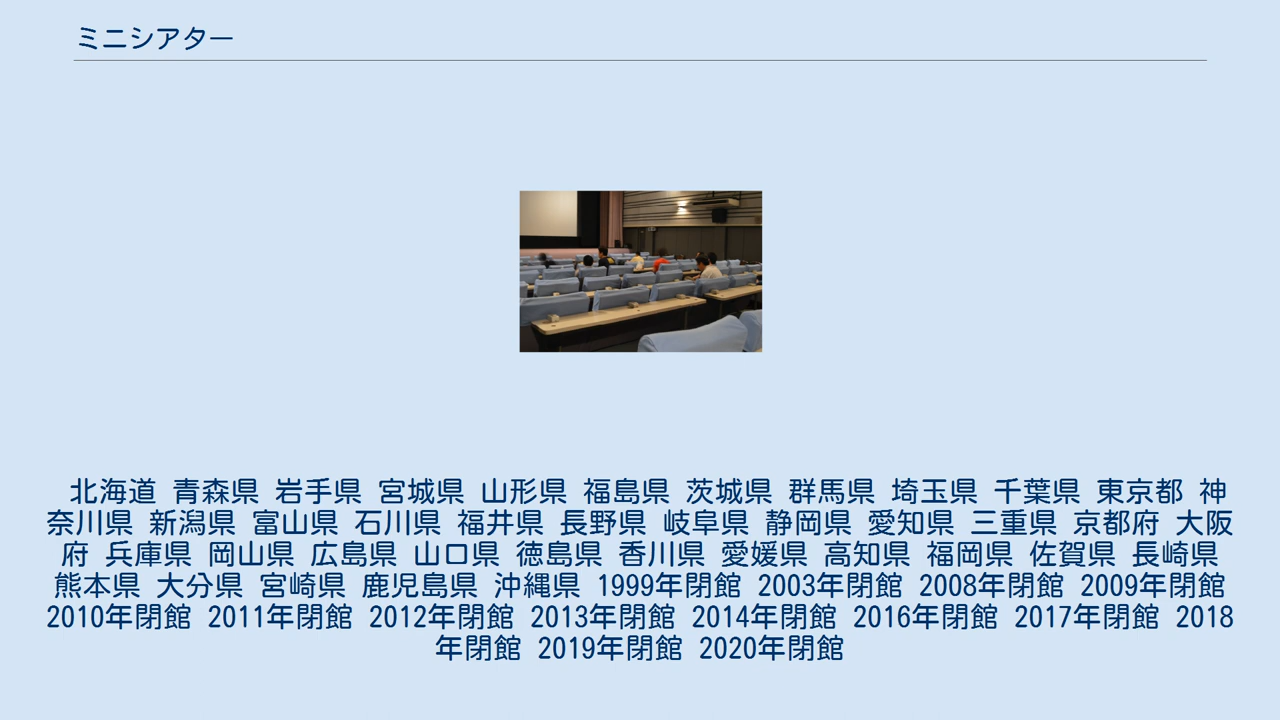 ミニシアター
北海道 青森県 岩手県 宮城県 山形県 福島県 茨城県 群馬県 埼玉県 千葉県 東京都 神
奈川県 新潟県 富山県 石川県 福井県 長野県 岐阜県 静岡県 愛知県 三重県 京都府 大阪
府 兵庫県 岡山県 広島県 山口県 徳島県 香川県 愛媛県 高知県 福岡県 佐賀県 長崎県
熊本県 大分県 宮崎県 鹿児島県 沖縄県 1999年閉館 2003年閉館 2008年閉館 2009年閉館
2010年閉館 2011年閉館 2012年閉館 2013年閉館 2014年閉館 2016年閉館 2017年閉館 2018
年閉館 2019年閉館 2020年閉館